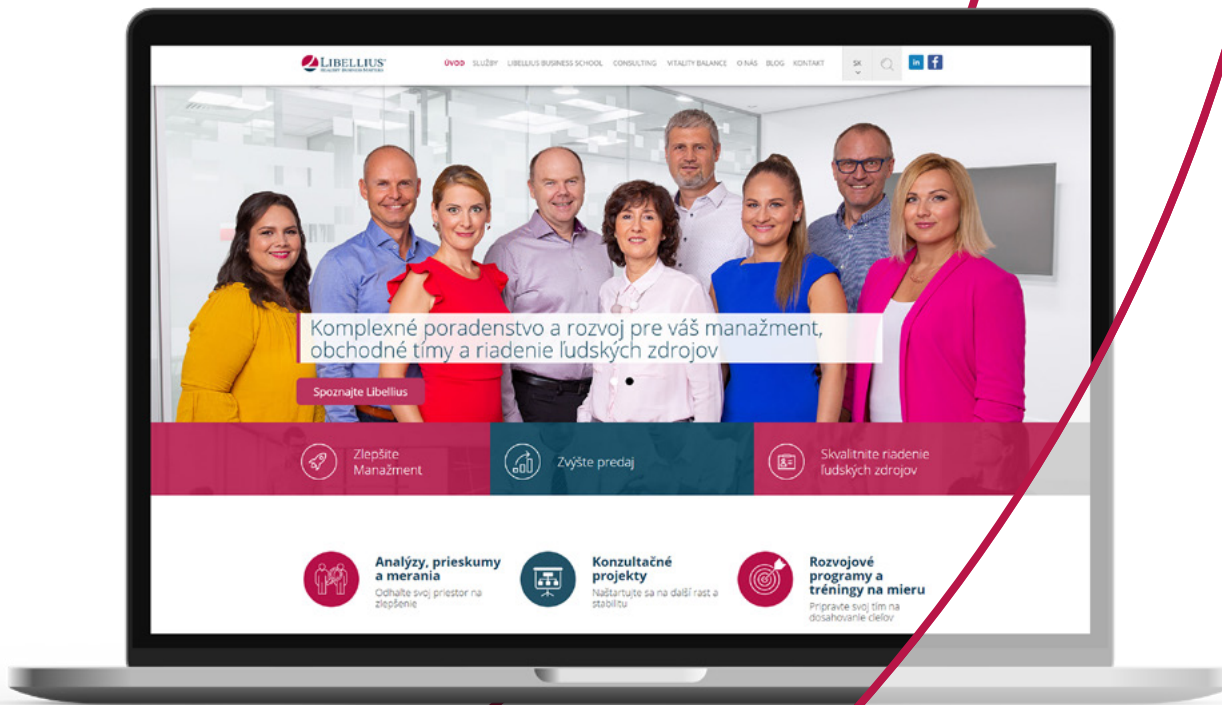 LIBELLIUS
ÚVOD SLUŽBY LIBELLIUS BUSINESS SCHOOL CONSULTING VITALITY BALANCE O NÁS BLOG KONTAKT SK
in f
Komplexné poradenstvo a rozvoj pre váš manažment,
obchodné tímy a riadenie ľudských zdrojov
Spoznajte Libellius
Zlepšite
Manažment
Zvýšte predaj
Skvalitnite riadenie
ľudských zdrojov
Analýzy, prieskumy
a merania
Odhaľte svoj priestor na
zlepšenie
Konzultačné
projekty
Naštartujte sa na ďalší rast a
stabilitu
Rozvojové
programy a
tréningy na mieru
Pripravte svoj tím na
dosahovanie cieľov